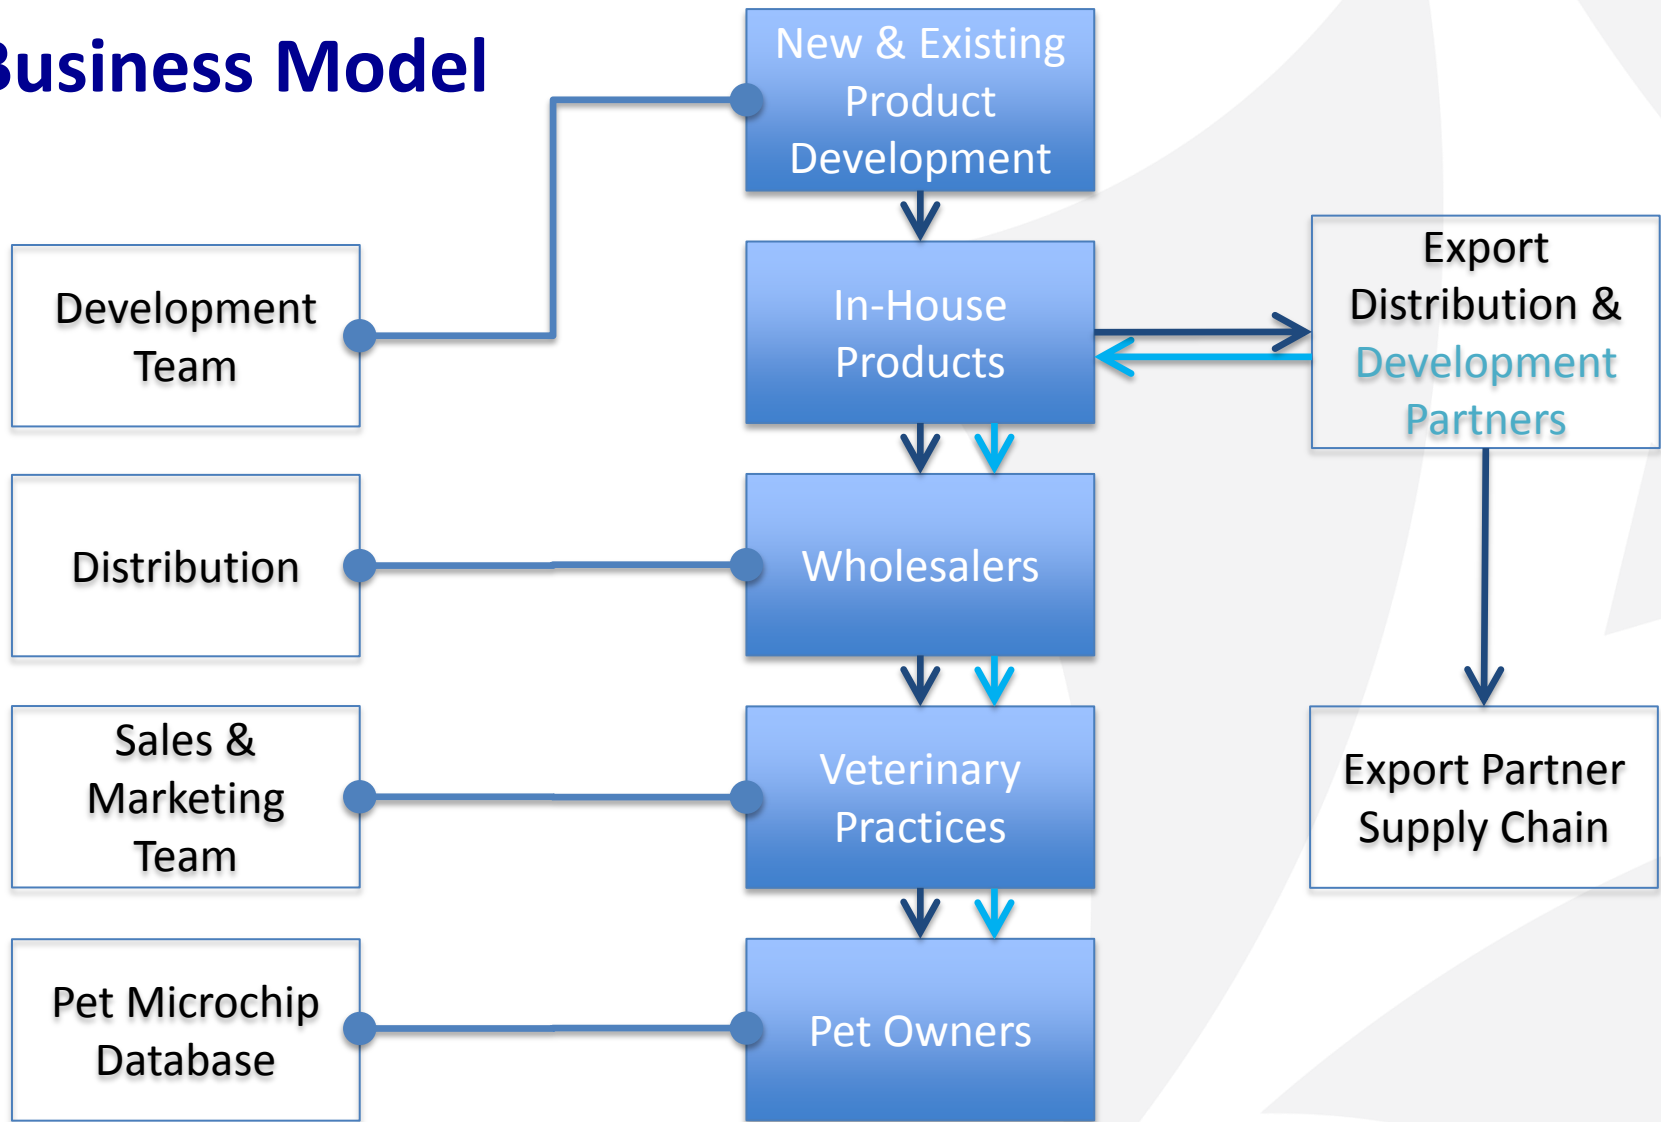 Business Model
New & Existing
Product
Development
Development
Team
In-House
Products
Export
Distribution &
Development
Partners
Distribution
Wholesalers
Sales &
Marketing
Team
Veterinary
Practices
Export Partner
Supply Chain
Pet Microchip
Database
Pet Owners